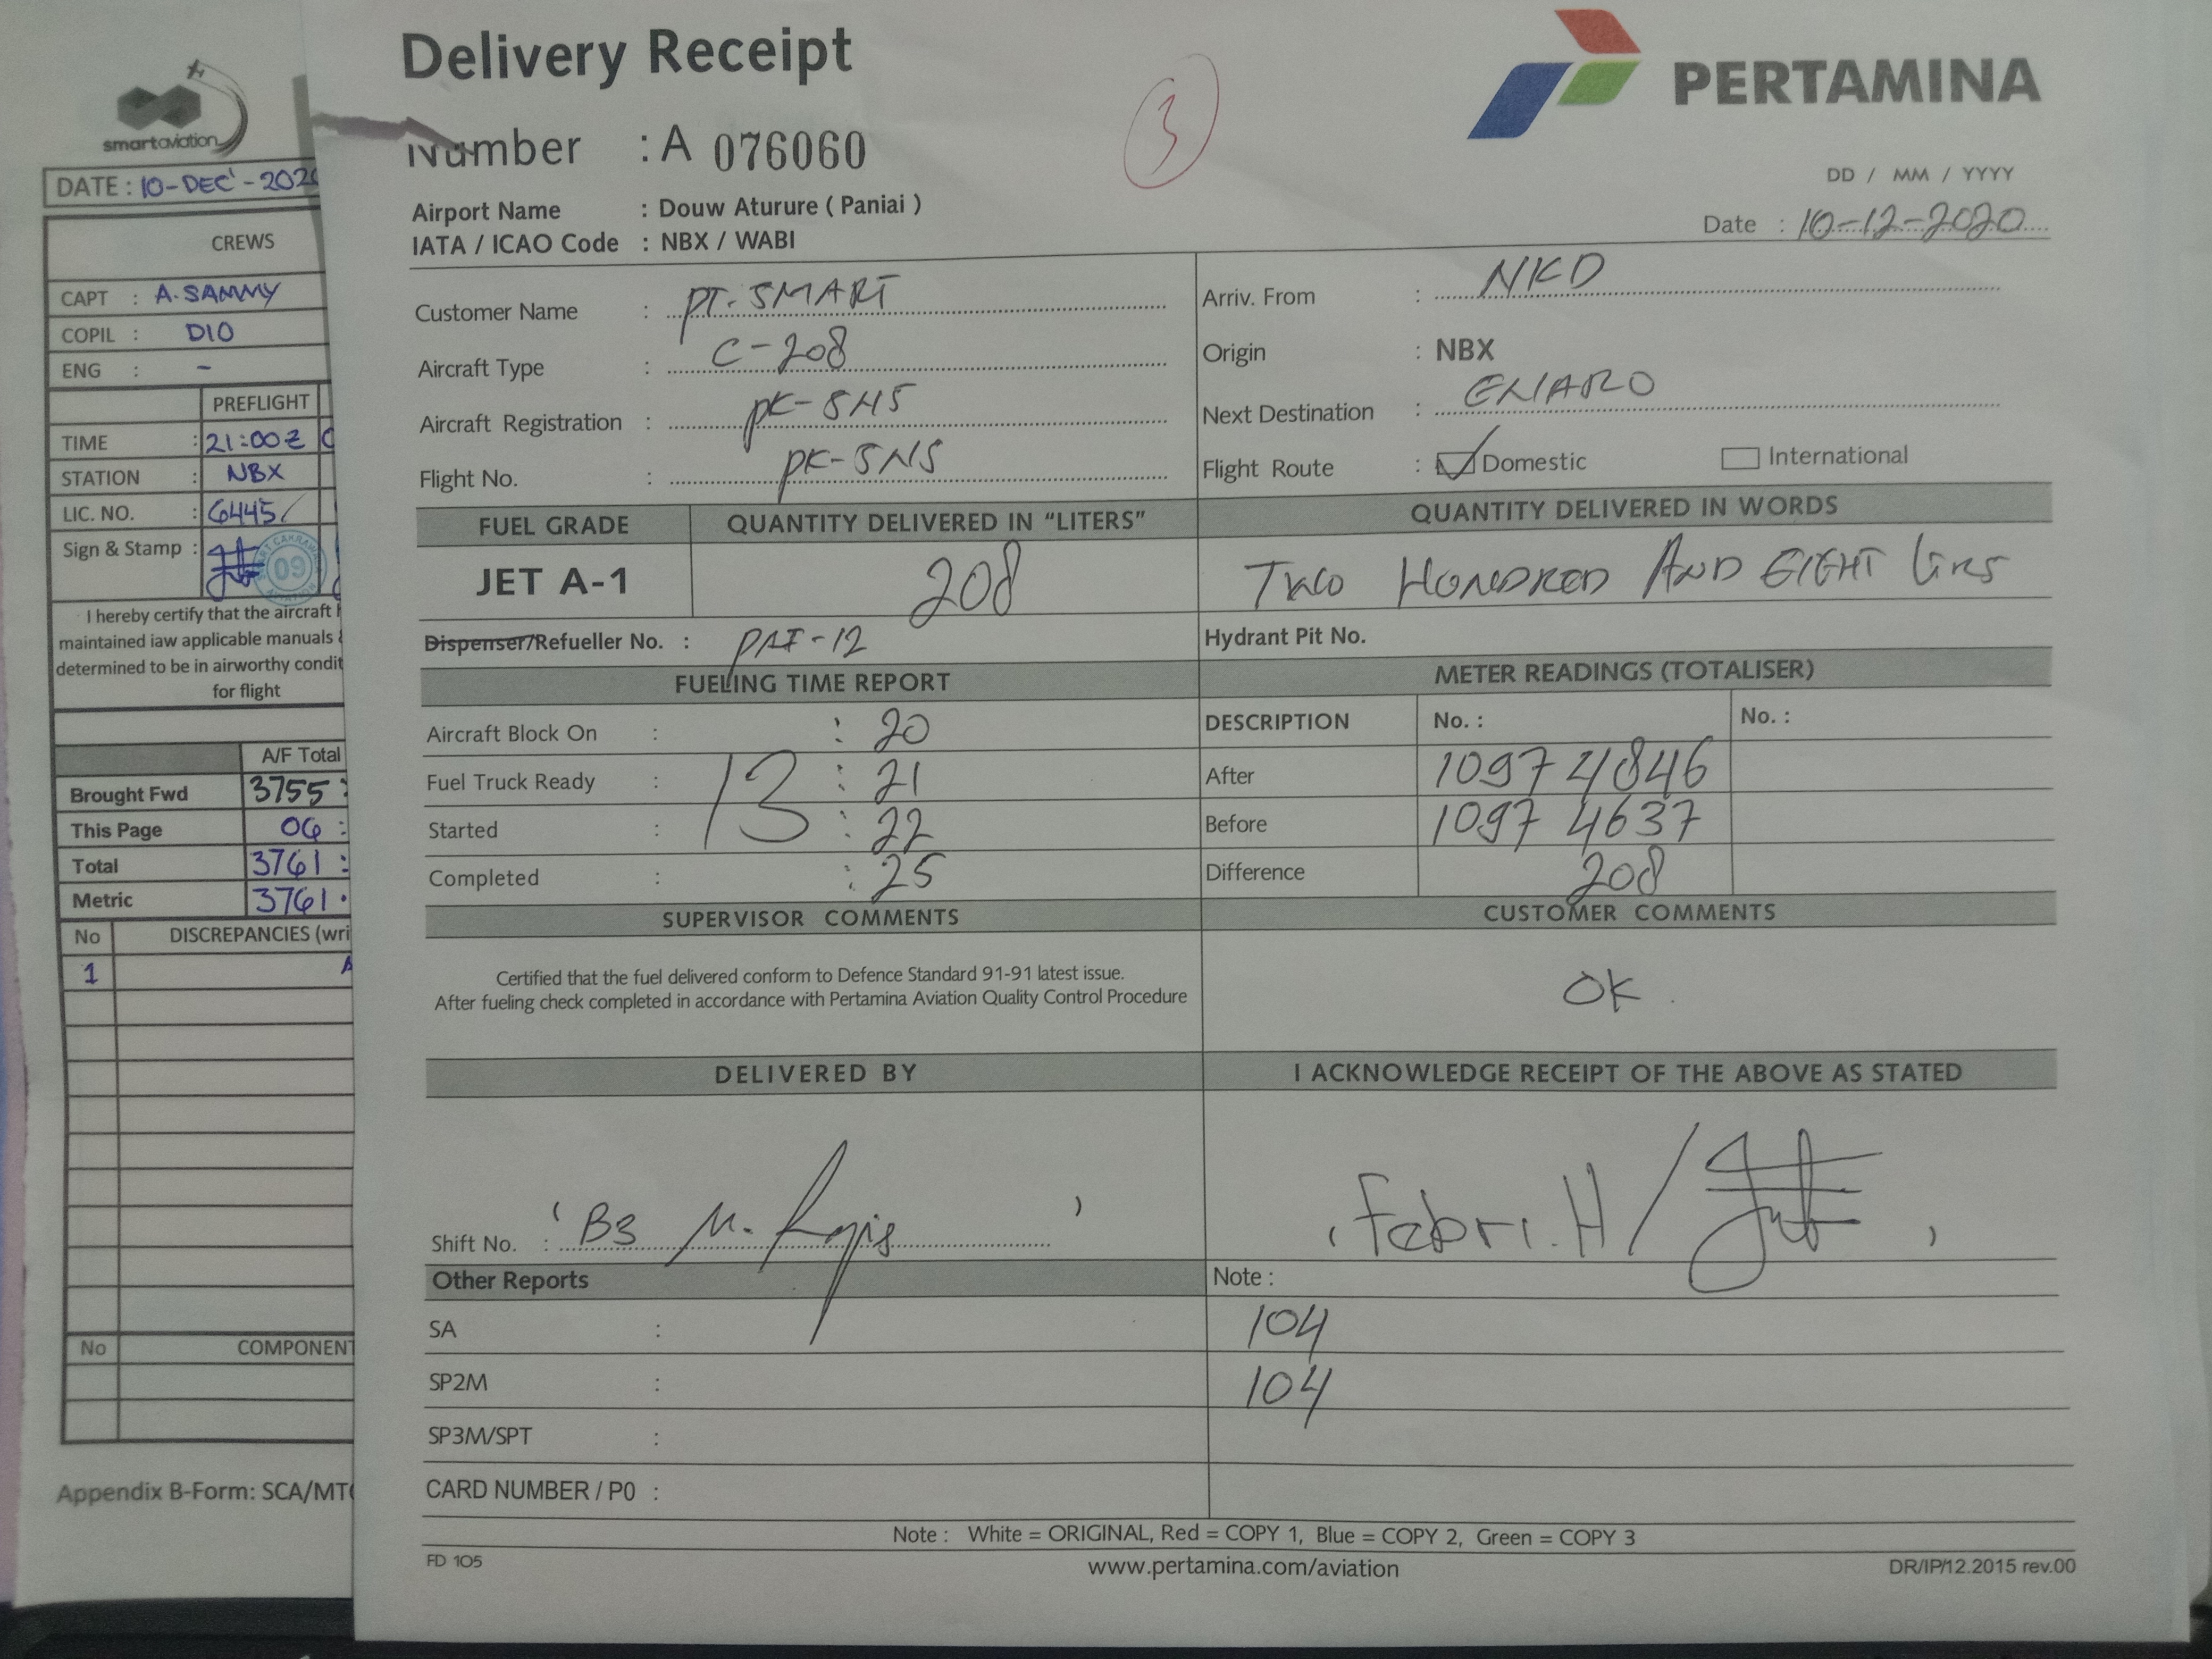 smartaviation
DATE : 10-DEC'-2020
CREWS
CAPT : A. SAMMY
COPIL : DIO
ENG : -
PREFLIGHT
TIME : 21:00Z
STATION : NBX
LIC. NO. : 6445
Sign & Stamp :
09
I hereby certify that the aircraft
maintained iaw applicable manuals
determined to be in airworthy
for flight
A/F Total
Brought Fwd 3755 :
This Page 06 :
Total 3761 :
Metric 3761 .
No DISCREPANCIES
1
No COMPONENT
Appendix B-Form: SCA/
Delivery Receipt
3
PERTAMINA
Number : A 076060
DD / MM / YYYY
Date : 10-12-2020
Airport Name : Douw Aturure ( Paniai )
IATA / ICAO Code : NBX / WABI
Customer Name : PT. SMART
Aircraft Type : C-208
Aircraft Registration : PK-SNS
Flight No. : PK-SNS
Arriv. From : NKD
Origin : NBX
Next Destination : ENARO
Flight Route : Domestic International
FUEL GRADE QUANTITY DELIVERED IN "LITERS" QUANTITY DELIVERED IN WORDS
JET A-1 208 TWO HONDRED AND EIGHT
Dispenser/Refueller No. : PAF-12 Hydrant Pit No.
FUELING TIME REPORT
Aircraft Block On : : 20
Fuel Truck Ready : 13 : 21
Started : : 22
Completed : : 25
METER READINGS (TOTALISER)
DESCRIPTION No. : No. :
After 1097 4846
Before 1097 4637
Difference 208
SUPERVISOR COMMENTS CUSTOMER COMMENTS
Certified that the fuel delivered conform to Defence Standard 91-91 latest issue.
After fueling check completed in accordance with Pertamina Aviation Quality Control Procedure
OK
DELIVERED BY I ACKNOWLEDGE RECEIPT OF THE ABOVE AS STATED
Shift No. : ( B3 M. )
( Febri.H / )
Other Reports Note :
SA : 104
SP2M : 104
SP3M/SPT :
CARD NUMBER / P0 :
Note : White = ORIGINAL, Red = COPY 1, Blue = COPY 2, Green = COPY 3
FD 105 www.pertamina.com/aviation DR/IP/12.2015 rev.00